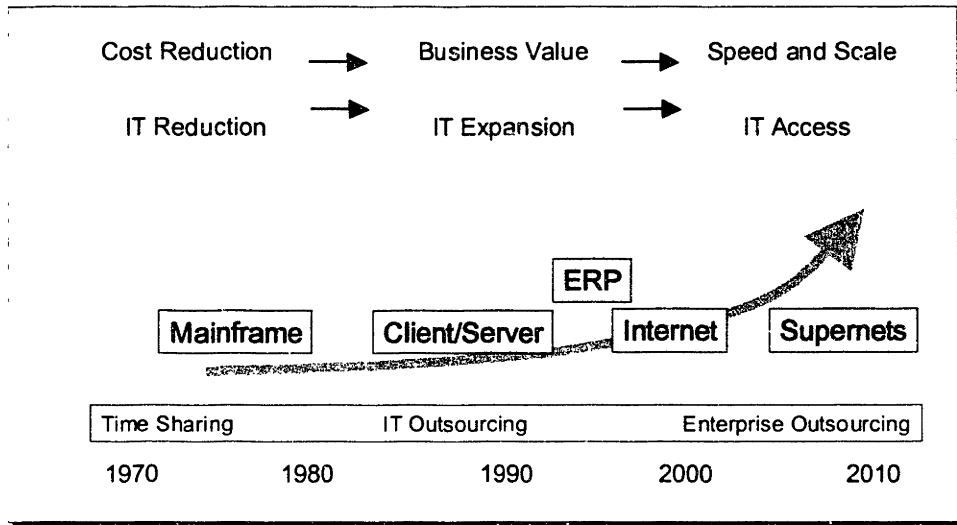 Cost Reduction Business Value Speed and Scale
IT Reduction IT Expansion IT Access
ERP
Mainframe Client/Server Internet Supernets
Time Sharing IT Outsourcing Enterprise Outsourcing
1970 1980 1990 2000 2010